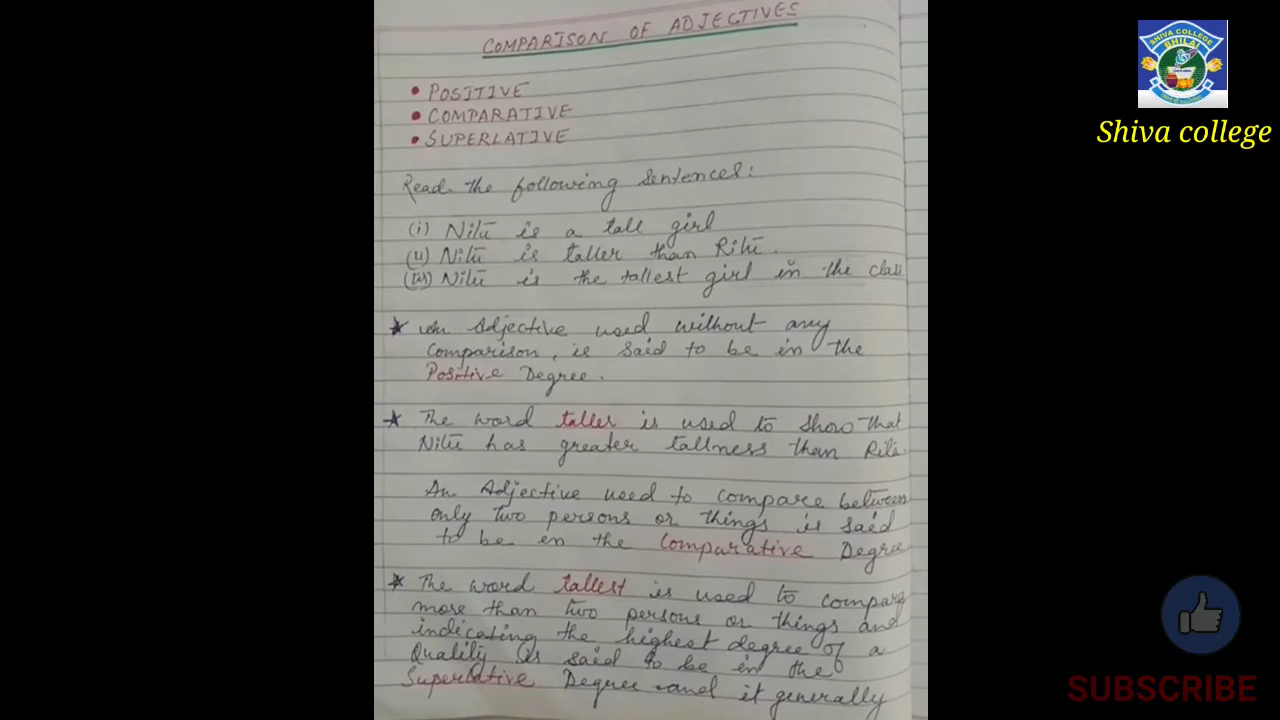 COMPARISON OF ADJECTIVES
• POSITIVE
• COMPARATIVE
• SUPERLATIVE
Read the following sentences:
(i) Nitu is a tall girl
(ii) Nitu is taller than Ritu.
(iii) Nitu is the tallest girl in the class
★ An Adjective used without any
comparison, is said to be in the
Positive Degree.
★ The word taller is used to show that
Nitu has greater tallness than Ritu.
An Adjective used to compare between
only two persons or things is said
to be in the Comparative Degree
★ The word tallest is used to compare
more than two persons or things and
indicating the highest degree of a
Quality is said to be in the
Superlative Degree and it generally
SHIVA COLLEGE
BHILAI
Shiva college
SUBSCRIBE